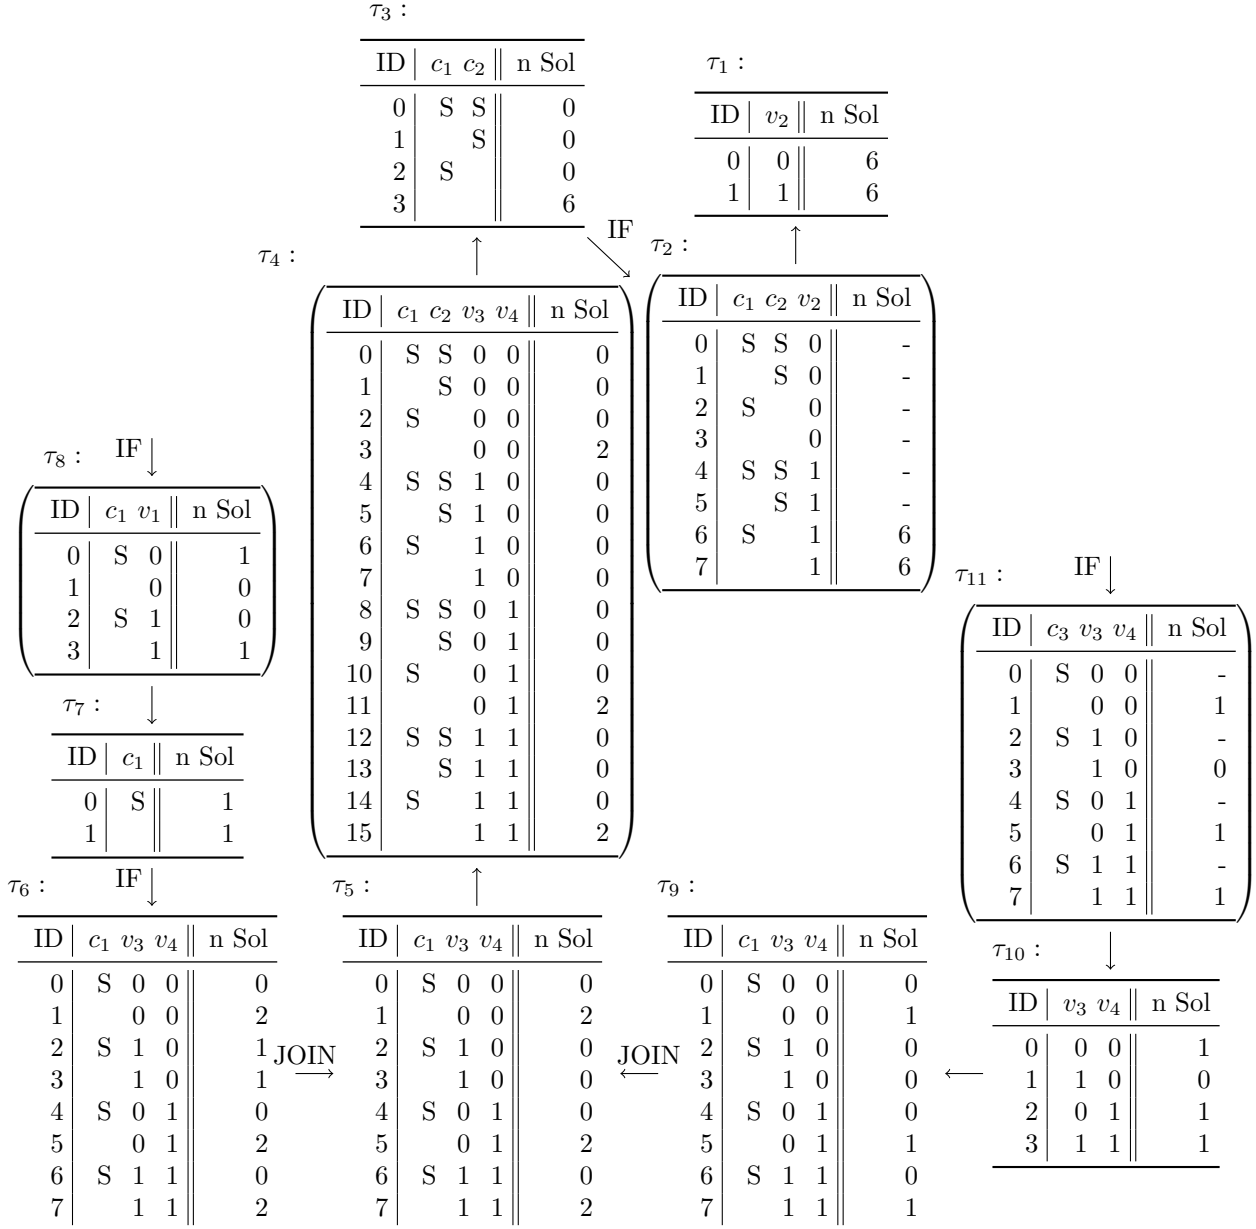 τ3 :
ID c1 c2 n Sol
0 S S 0
1 S 0
2 S 0
3 6
τ1 :
ID v2 n Sol
0 0 6
1 1 6
IF
τ4 :
ID c1 c2 v3 v4 n Sol
0 S S 0 0 0
1 S 0 0 0
2 S 0 0 0
3 0 0 2
4 S S 1 0 0
5 S 1 0 0
6 S 1 0 0
7 1 0 0
8 S S 0 1 0
9 S 0 1 0
10 S 0 1 0
11 0 1 2
12 S S 1 1 0
13 S 1 1 0
14 S 1 1 0
15 1 1 2
τ2 :
ID c1 c2 v2 n Sol
0 S S 0 -
1 S 0 -
2 S 0 -
3 0 -
4 S S 1 -
5 S 1 -
6 S 1 6
7 1 6
τ8 :
IF
ID c1 v1 n Sol
0 S 0 1
1 0 0
2 S 1 0
3 1 1
τ7 :
ID c1 n Sol
0 S 1
1 1
τ11 :
IF
ID c3 v3 v4 n Sol
0 S 0 0 -
1 0 0 1
2 S 1 0 -
3 1 0 0
4 S 0 1 -
5 0 1 1
6 S 1 1 -
7 1 1 1
τ6 :
IF
ID c1 v3 v4 n Sol
0 S 0 0 0
1 0 0 2
2 S 1 0 1
3 1 0 1
4 S 0 1 0
5 0 1 2
6 S 1 1 0
7 1 1 2
JOIN
τ5 :
ID c1 v3 v4 n Sol
0 S 0 0 0
1 0 0 2
2 S 1 0 0
3 1 0 0
4 S 0 1 0
5 0 1 2
6 S 1 1 0
7 1 1 2
JOIN
τ9 :
ID c1 v3 v4 n Sol
0 S 0 0 0
1 0 0 1
2 S 1 0 0
3 1 0 0
4 S 0 1 0
5 0 1 1
6 S 1 1 0
7 1 1 1
τ10 :
ID v3 v4 n Sol
0 0 0 1
1 1 0 0
2 0 1 1
3 1 1 1